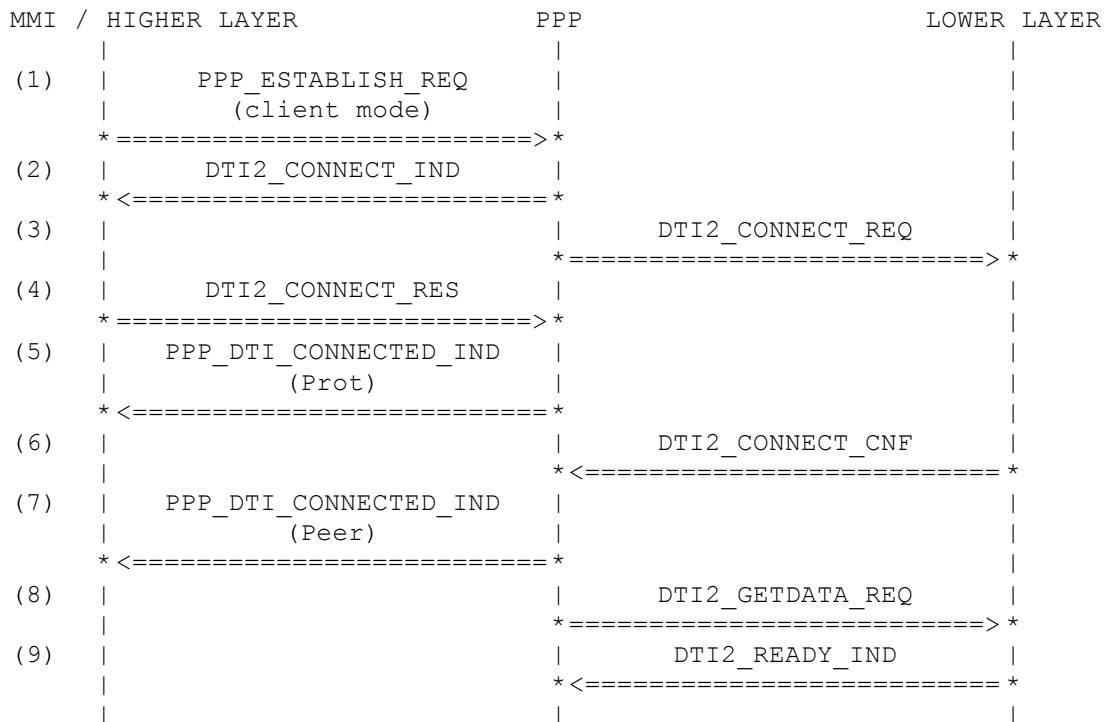 MMI / HIGHER LAYER PPP LOWER LAYER
(1) PPP_ESTABLISH_REQ
(client mode)
(2) DTI2_CONNECT_IND
(3) DTI2_CONNECT_REQ
(4) DTI2_CONNECT_RES
(5) PPP_DTI_CONNECTED_IND
(Prot)
(6) DTI2_CONNECT_CNF
(7) PPP_DTI_CONNECTED_IND
(Peer)
(8) DTI2_GETDATA_REQ
(9) DTI2_READY_IND